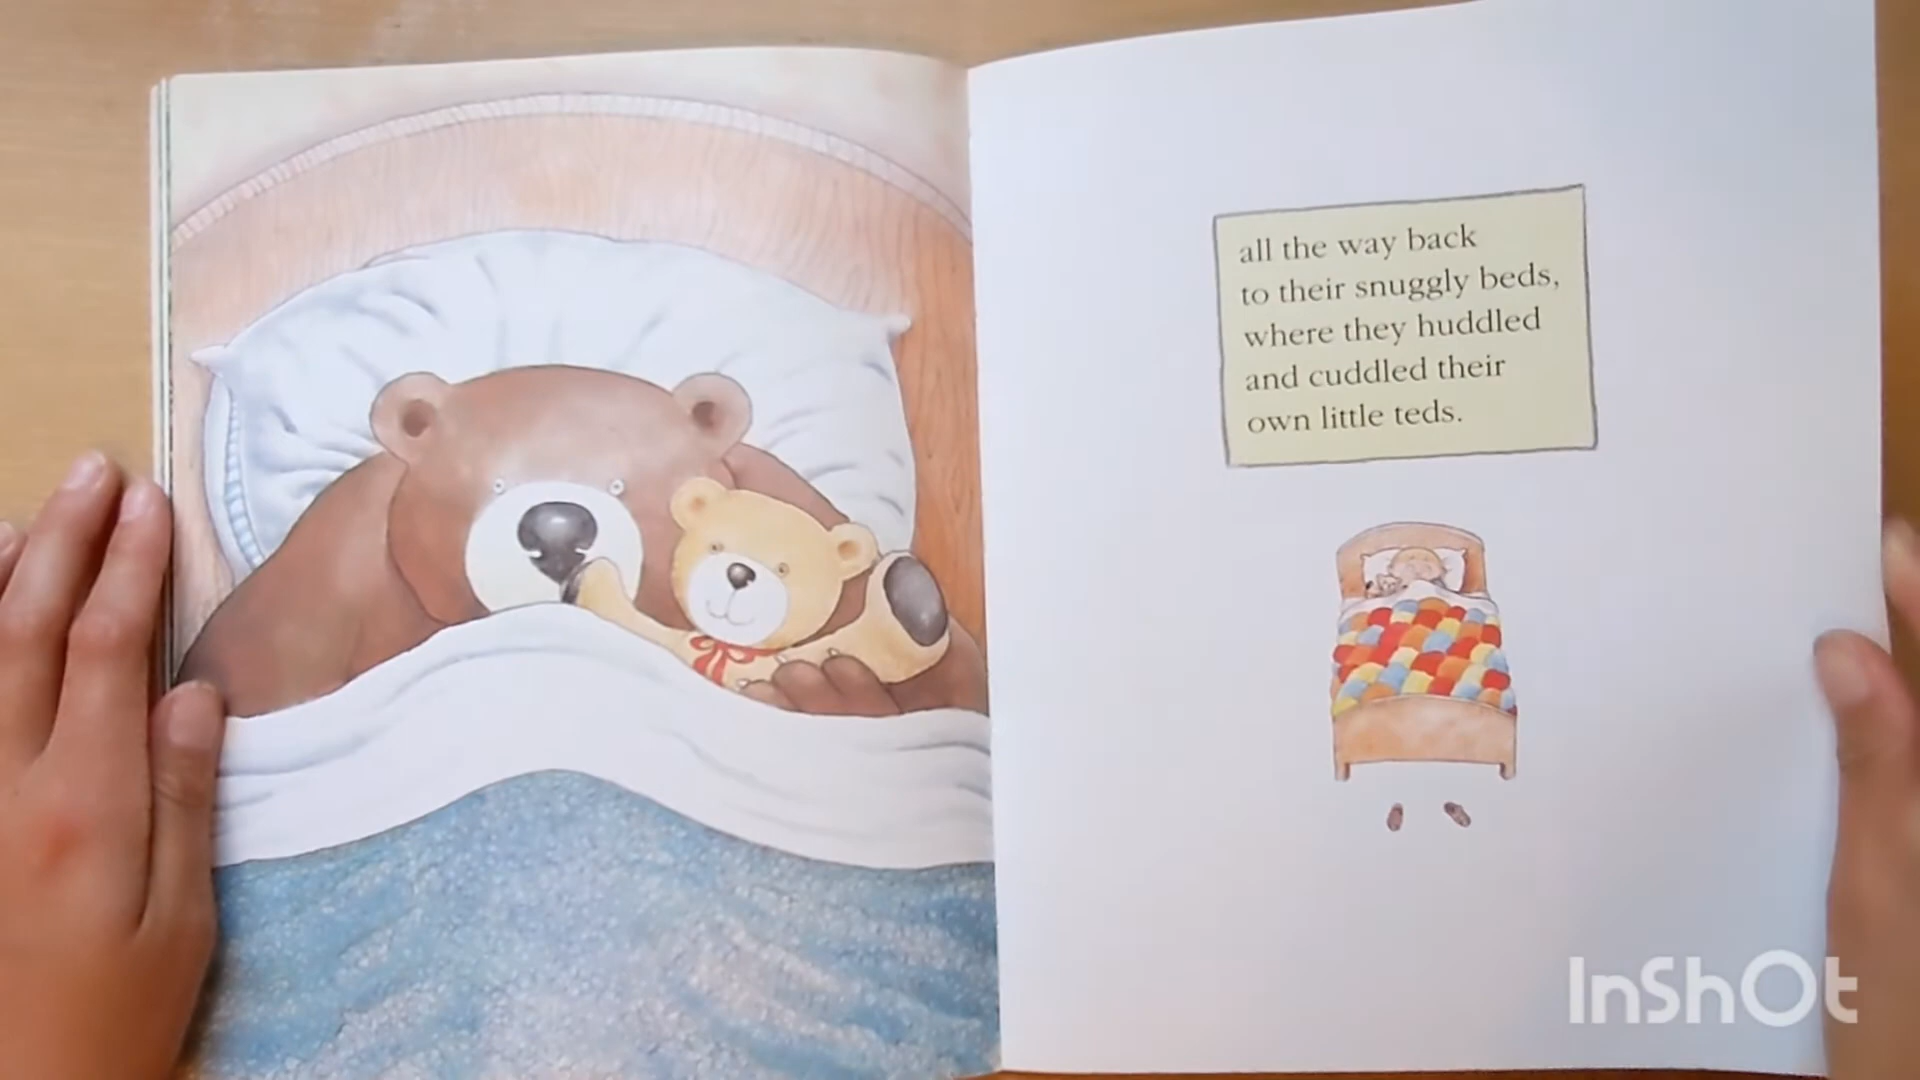 all the way back
to their snuggly beds,
where they huddled
and cuddled their
own little teds.
InShOt